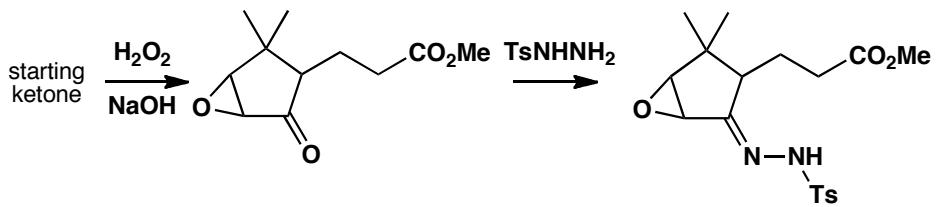 starting
ketone
H₂O₂
NaOH
O
O
CO₂Me
TsNHNH₂
O
N
NH
Ts
CO₂Me